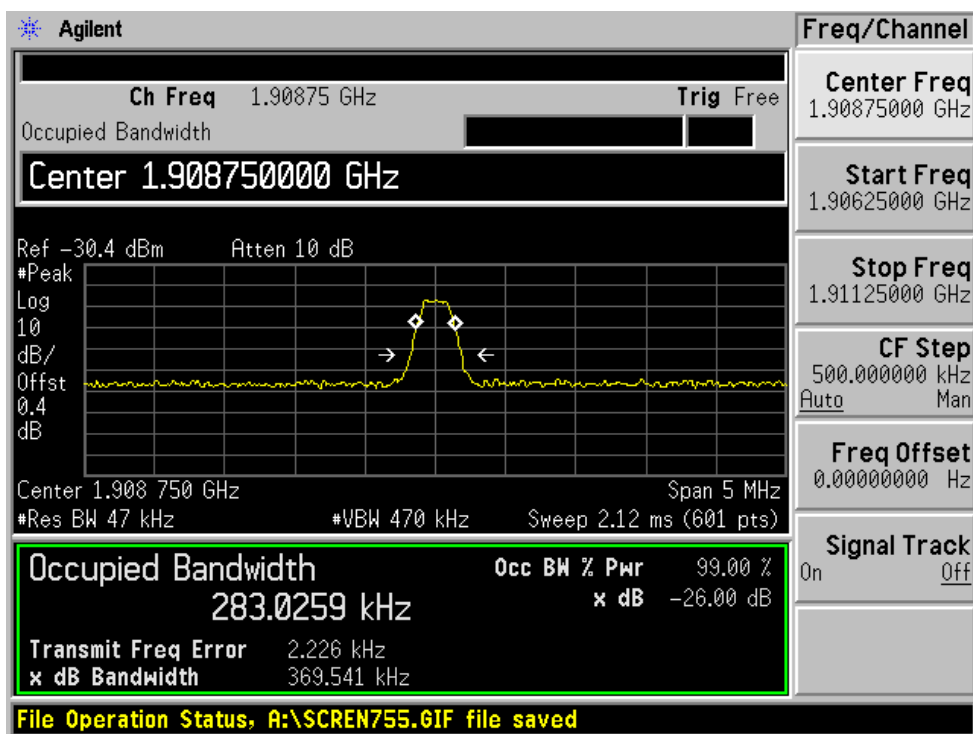 Agilent
Freq/Channel
Ch Freq 1.90875 GHz Trig Free
Occupied Bandwidth
Center 1.908750000 GHz
Ref -30.4 dBm Atten 10 dB
#Peak
Log
10
dB/
Offst
0.4
dB
Center 1.908 750 GHz Span 5 MHz
#Res BW 47 kHz #VBW 470 kHz Sweep 2.12 ms (601 pts)
Occupied Bandwidth Occ BW % Pwr 99.00 %
283.0259 kHz x dB -26.00 dB
Transmit Freq Error 2.226 kHz
x dB Bandwidth 369.541 kHz
File Operation Status, A:\SCREN755.GIF file saved
Center Freq
1.90875000 GHz
Start Freq
1.90625000 GHz
Stop Freq
1.91125000 GHz
CF Step
500.000000 kHz
Auto Man
Freq Offset
0.00000000 Hz
Signal Track
On Off